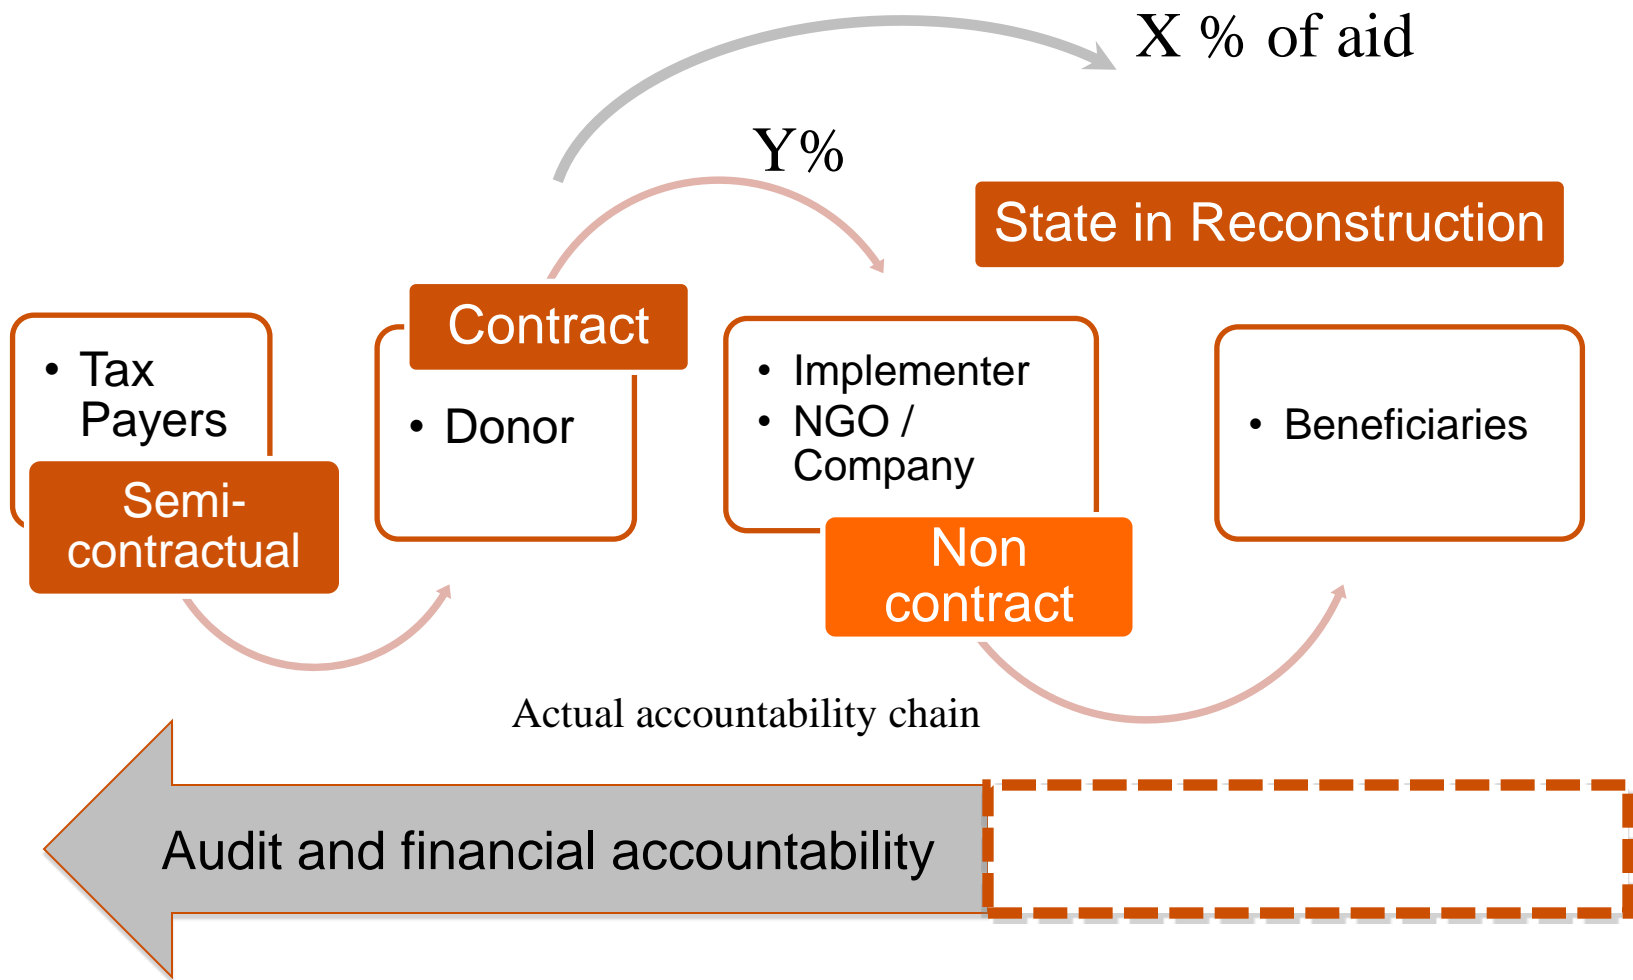 X % of aid
Y%
State in Reconstruction
Contract
• Tax
Payers
Semi-
contractual
• Donor
• Implementer
• NGO /
Company
Non
contract
• Beneficiaries
Actual accountability chain
Audit and financial accountability